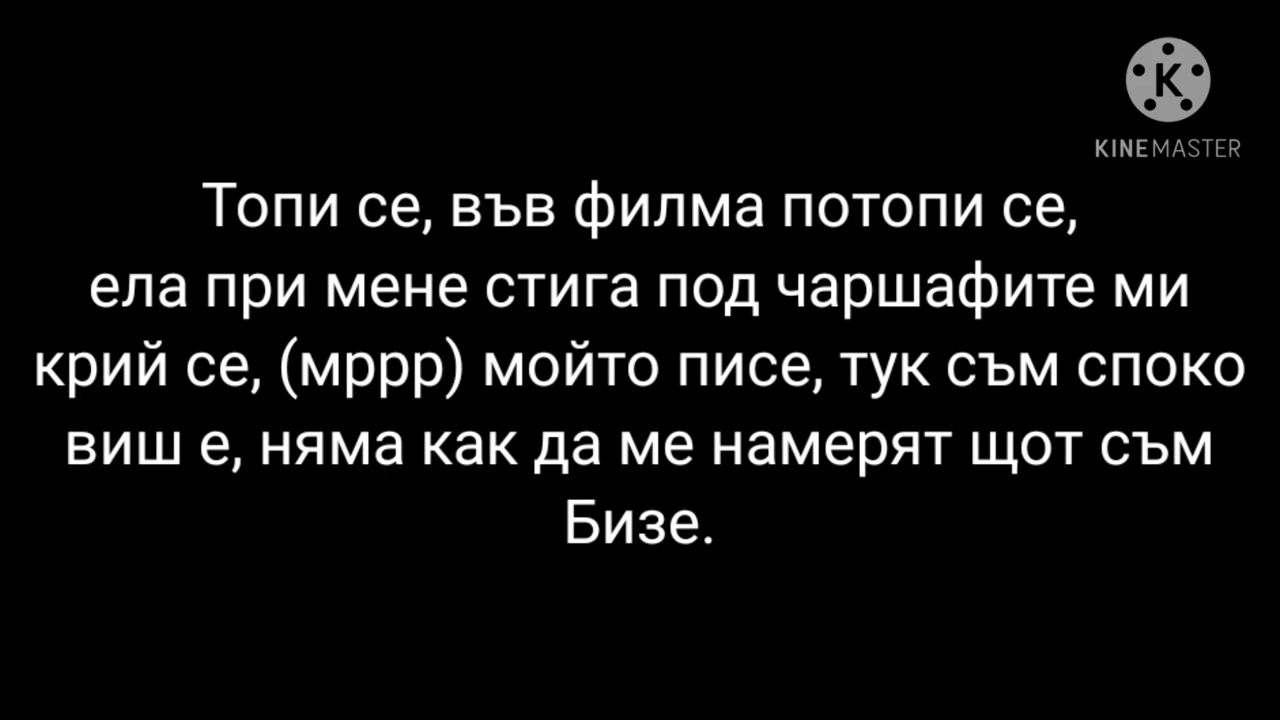 KINEMASTER
Топи се, във филма потопи се,
ела при мене стига под чаршафите ми
крий се, (мррр) мойто писе, тук съм споко
виш е, няма как да ме намерят щот съм
Бизе.